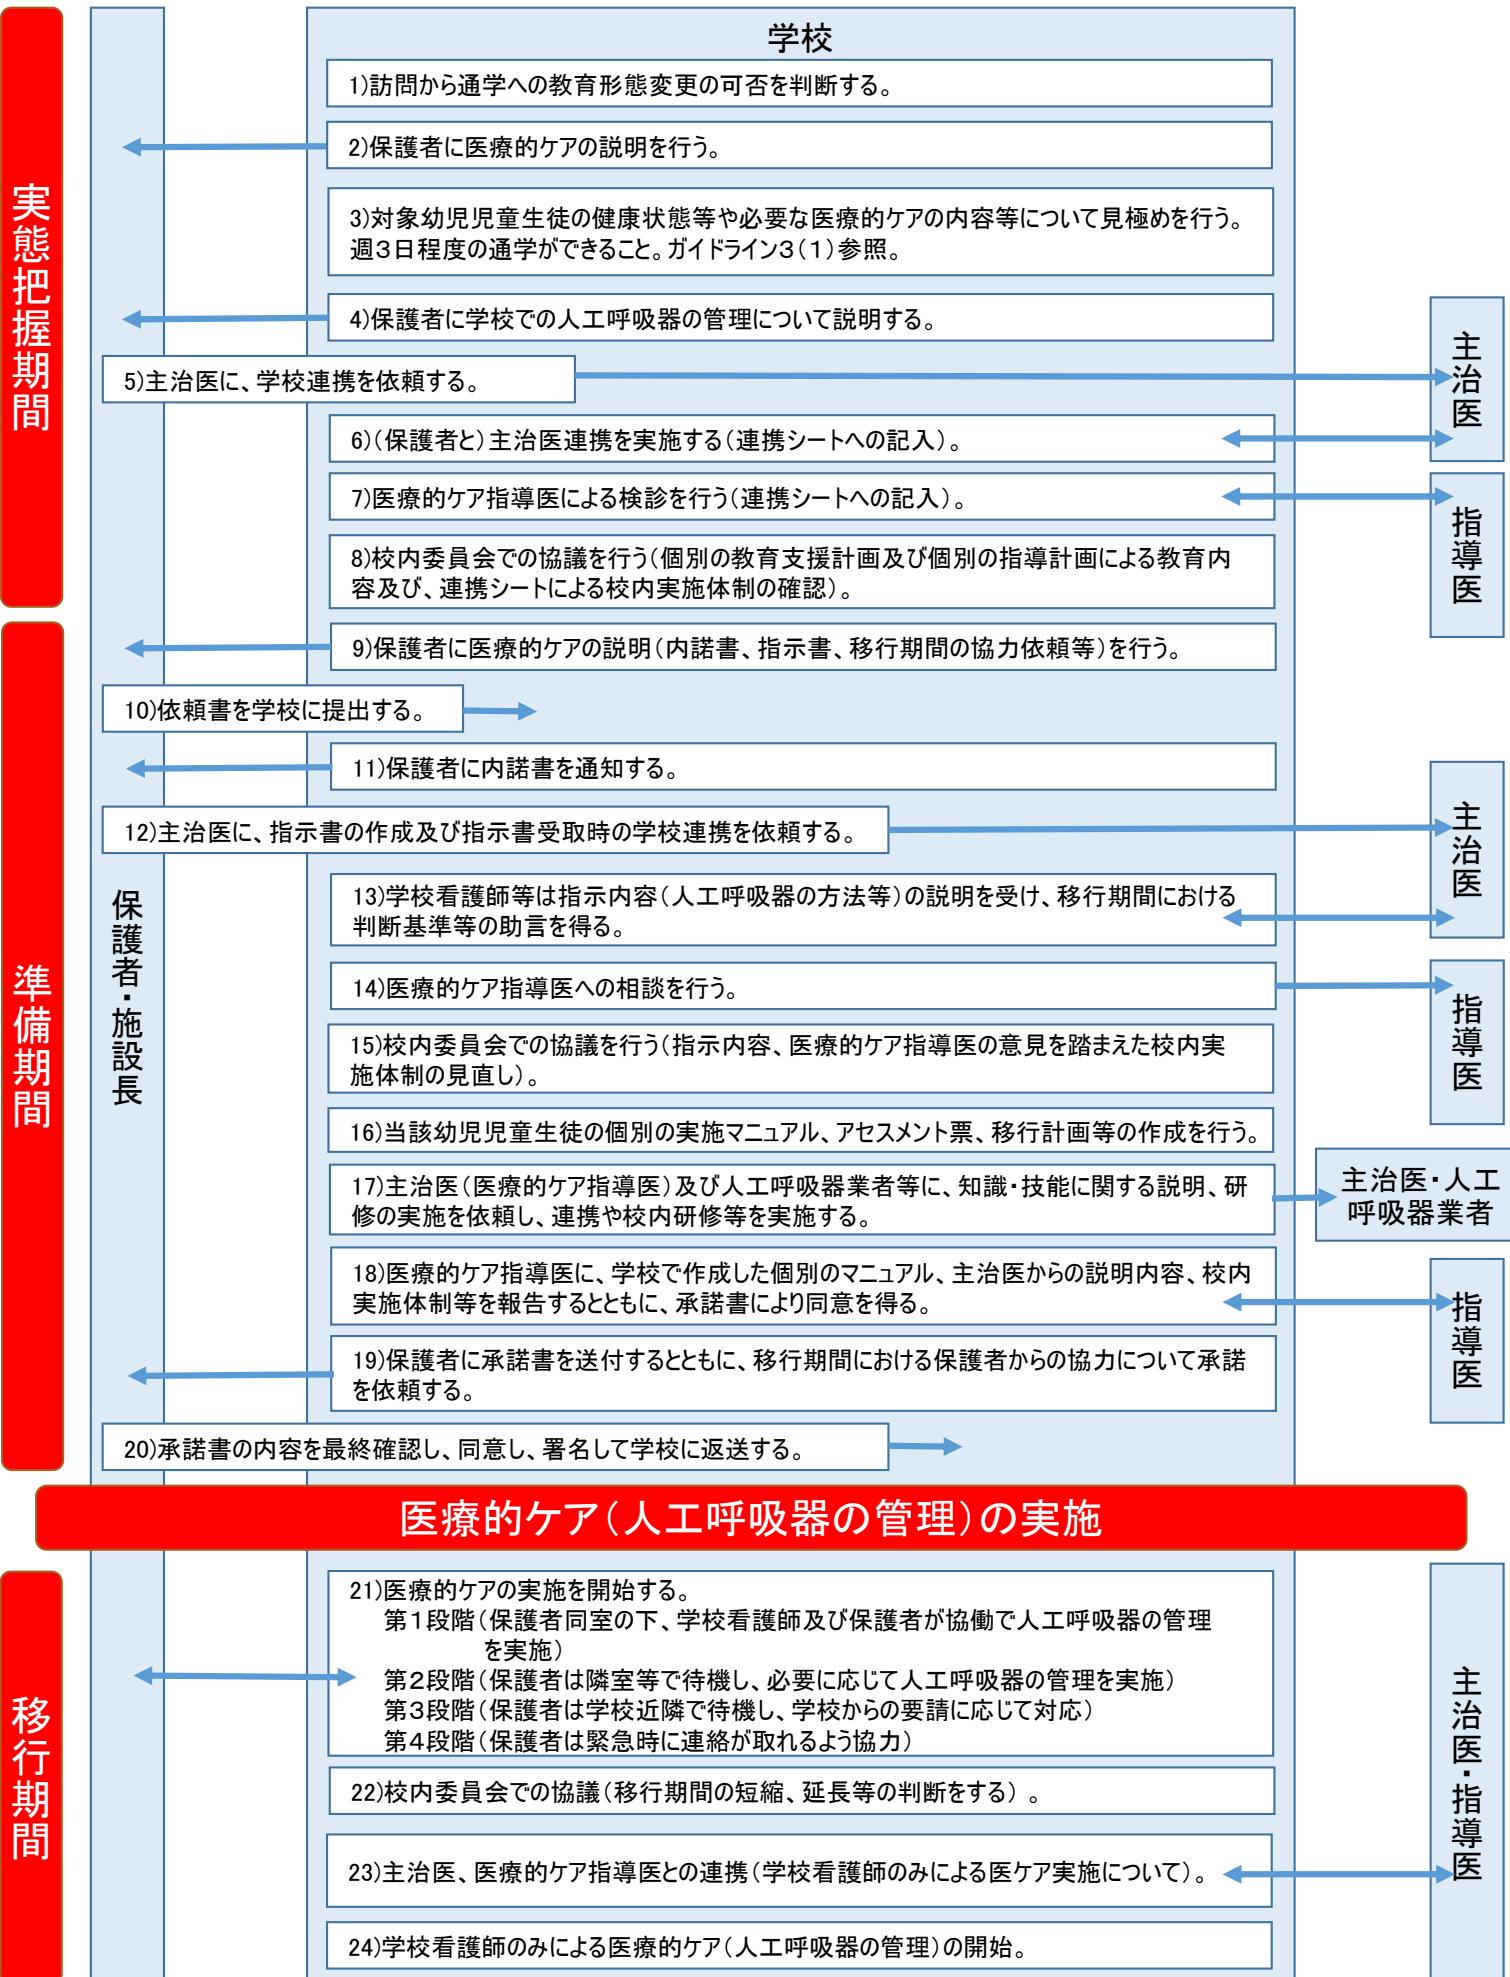 学校
実態把握期間
1)訪問から通学への教育形態変更の可否を判断する。
2)保護者に医療的ケアの説明を行う。
3)対象幼児児童生徒の健康状態等や必要な医療的ケアの内容等について見極めを行う。
週３日程度の通学ができること。ガイドライン３（１）参照。
4)保護者に学校での人工呼吸器の管理について説明する。
主治医
5)主治医に、学校連携を依頼する。
6)（保護者と）主治医連携を実施する（連携シートへの記入）。
7)医療的ケア指導医による検診を行う（連携シートへの記入）。
指導医
8)校内委員会での協議を行う（個別の教育支援計画及び個別の指導計画による教育内
容及び、連携シートによる校内実施体制の確認）。
準備期間
保護者・施設長
9)保護者に医療的ケアの説明（内諾書、指示書、移行期間の協力依頼等）を行う。
10)依頼書を学校に提出する。
11)保護者に内諾書を通知する。
主治医
12)主治医に、指示書の作成及び指示書受取時の学校連携を依頼する。
13)学校看護師等は指示内容（人工呼吸器の方法等）の説明を受け、移行期間における
判断基準等の助言を得る。
14)医療的ケア指導医への相談を行う。
指導医
15)校内委員会での協議を行う（指示内容、医療的ケア指導医の意見を踏まえた校内実
施体制の見直し）。
16)当該幼児児童生徒の個別の実施マニュアル、アセスメント票、移行計画等の作成を行う。
17)主治医（医療的ケア指導医）及び人工呼吸器業者等に、知識・技能に関する説明、研
修の実施を依頼し、連携や校内研修等を実施する。
主治医・人工
呼吸器業者
18)医療的ケア指導医に、学校で作成した個別のマニュアル、主治医からの説明内容、校内
実施体制等を報告するとともに、承諾書により同意を得る。
指導医
19)保護者に承諾書を送付するとともに、移行期間における保護者からの協力について承諾
を依頼する。
20)承諾書の内容を最終確認し、同意し、署名して学校に返送する。
医療的ケア（人工呼吸器の管理）の実施
移行期間
21)医療的ケアの実施を開始する。
第１段階（保護者同室の下、学校看護師及び保護者が協働で人工呼吸器の管理
を実施）
第２段階（保護者は隣室等で待機し、必要に応じて人工呼吸器の管理を実施）
第３段階（保護者は学校近隣で待機し、学校からの要請に応じて対応）
第４段階（保護者は緊急時に連絡が取れるよう協力）
主治医・指導医
22)校内委員会での協議（移行期間の短縮、延長等の判断をする）。
23)主治医、医療的ケア指導医との連携（学校看護師のみによる医ケア実施について）。
24)学校看護師のみによる医療的ケア（人工呼吸器の管理）の開始。